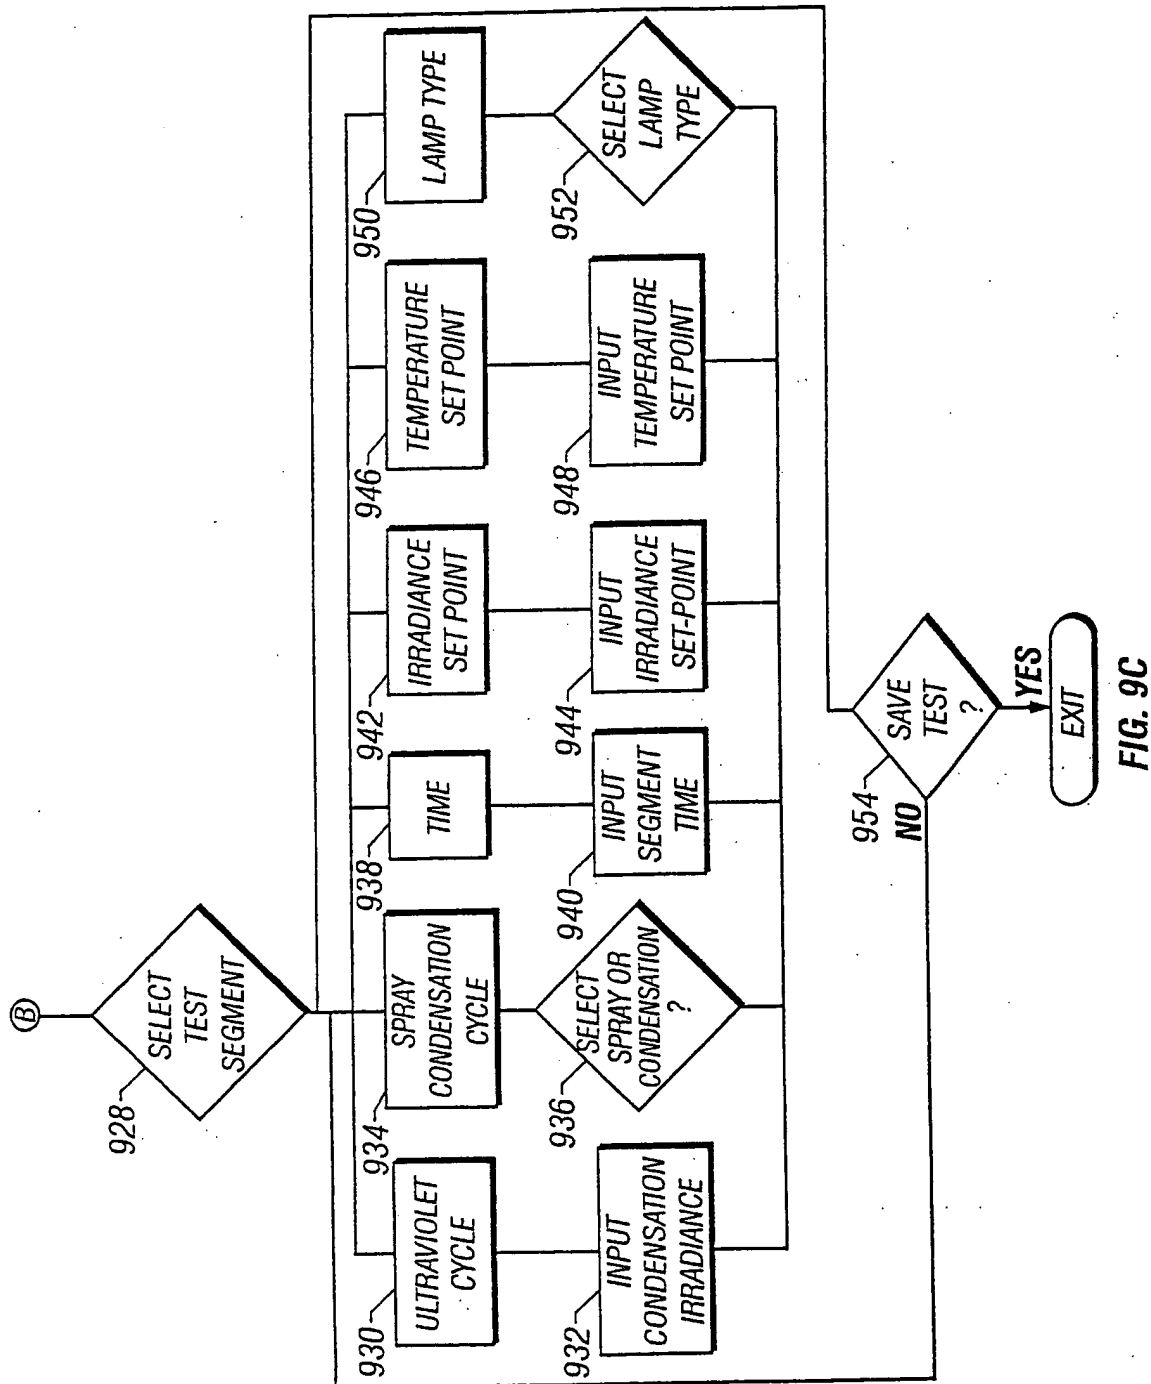 B
928
SELECT
TEST
SEGMENT
930
ULTRAVIOLET
CYCLE
932
INPUT
CONDENSATION
IRRADIANCE
934
SPRAY
CONDENSATION
CYCLE
936
SELECT
SPRAY OR
CONDENSATION
?
938
TIME
940
INPUT
SEGMENT
TIME
942
IRRADIANCE
SET POINT
944
INPUT
IRRADIANCE
SET-POINT
946
TEMPERATURE
SET POINT
948
INPUT
TEMPERATURE
SET POINT
950
LAMP TYPE
952
SELECT
LAMP
TYPE
954
SAVE
TEST
?
NO
YES
EXIT
FIG. 9C